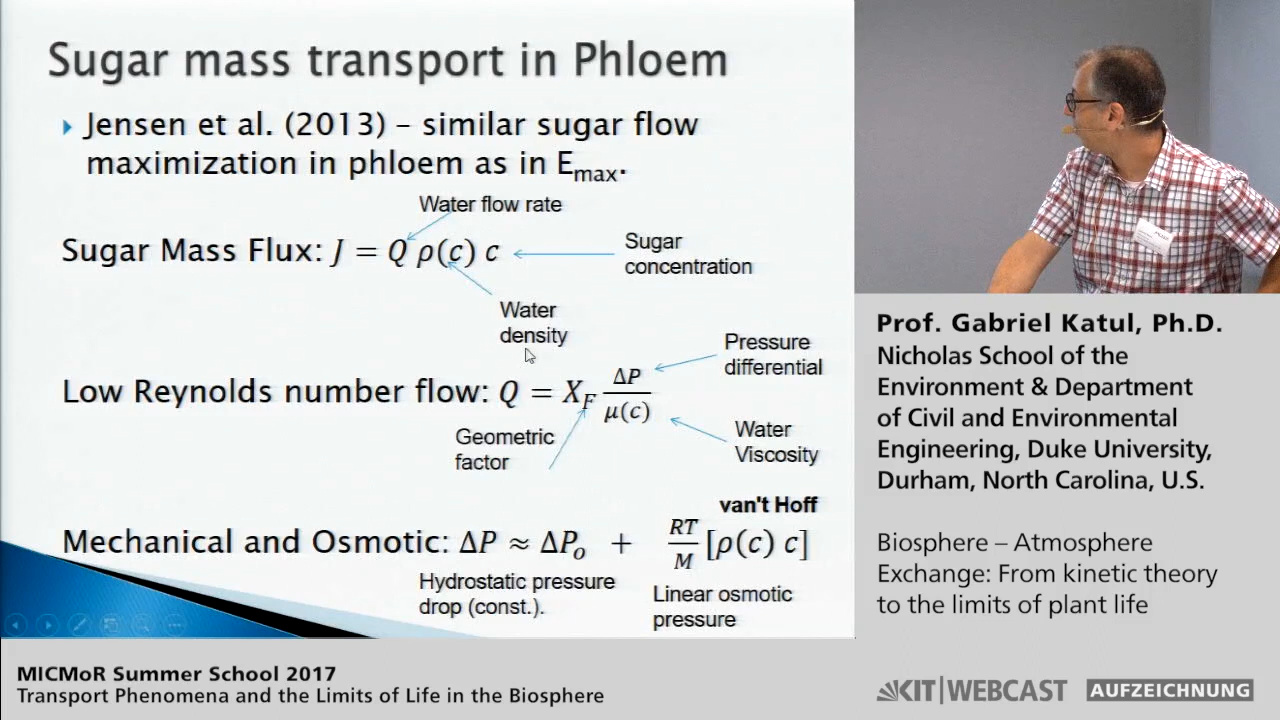 Sugar mass transport in Phloem
Jensen et al. (2013) – similar sugar flow
maximization in phloem as in E_max.
Water flow rate
Sugar Mass Flux: J = Q ρ(c) c
Sugar
concentration
Water
density
Pressure
differential
Low Reynolds number flow: Q = X_F ΔP/μ(c)
Geometric
factor
Water
Viscosity
van't Hoff
Mechanical and Osmotic: ΔP ≈ ΔP_o + RT/M [ρ(c) c]
Hydrostatic pressure
drop (const.).
Linear osmotic
pressure
Prof. Gabriel Katul, Ph.D.
Nicholas School of the
Environment & Department
of Civil and Environmental
Engineering, Duke University,
Durham, North Carolina, U.S.
Biosphere – Atmosphere
Exchange: From kinetic theory
to the limits of plant life
MICMoR Summer School 2017
Transport Phenomena and the Limits of Life in the Biosphere
KIT|WEBCAST AUFZEICHNUNG